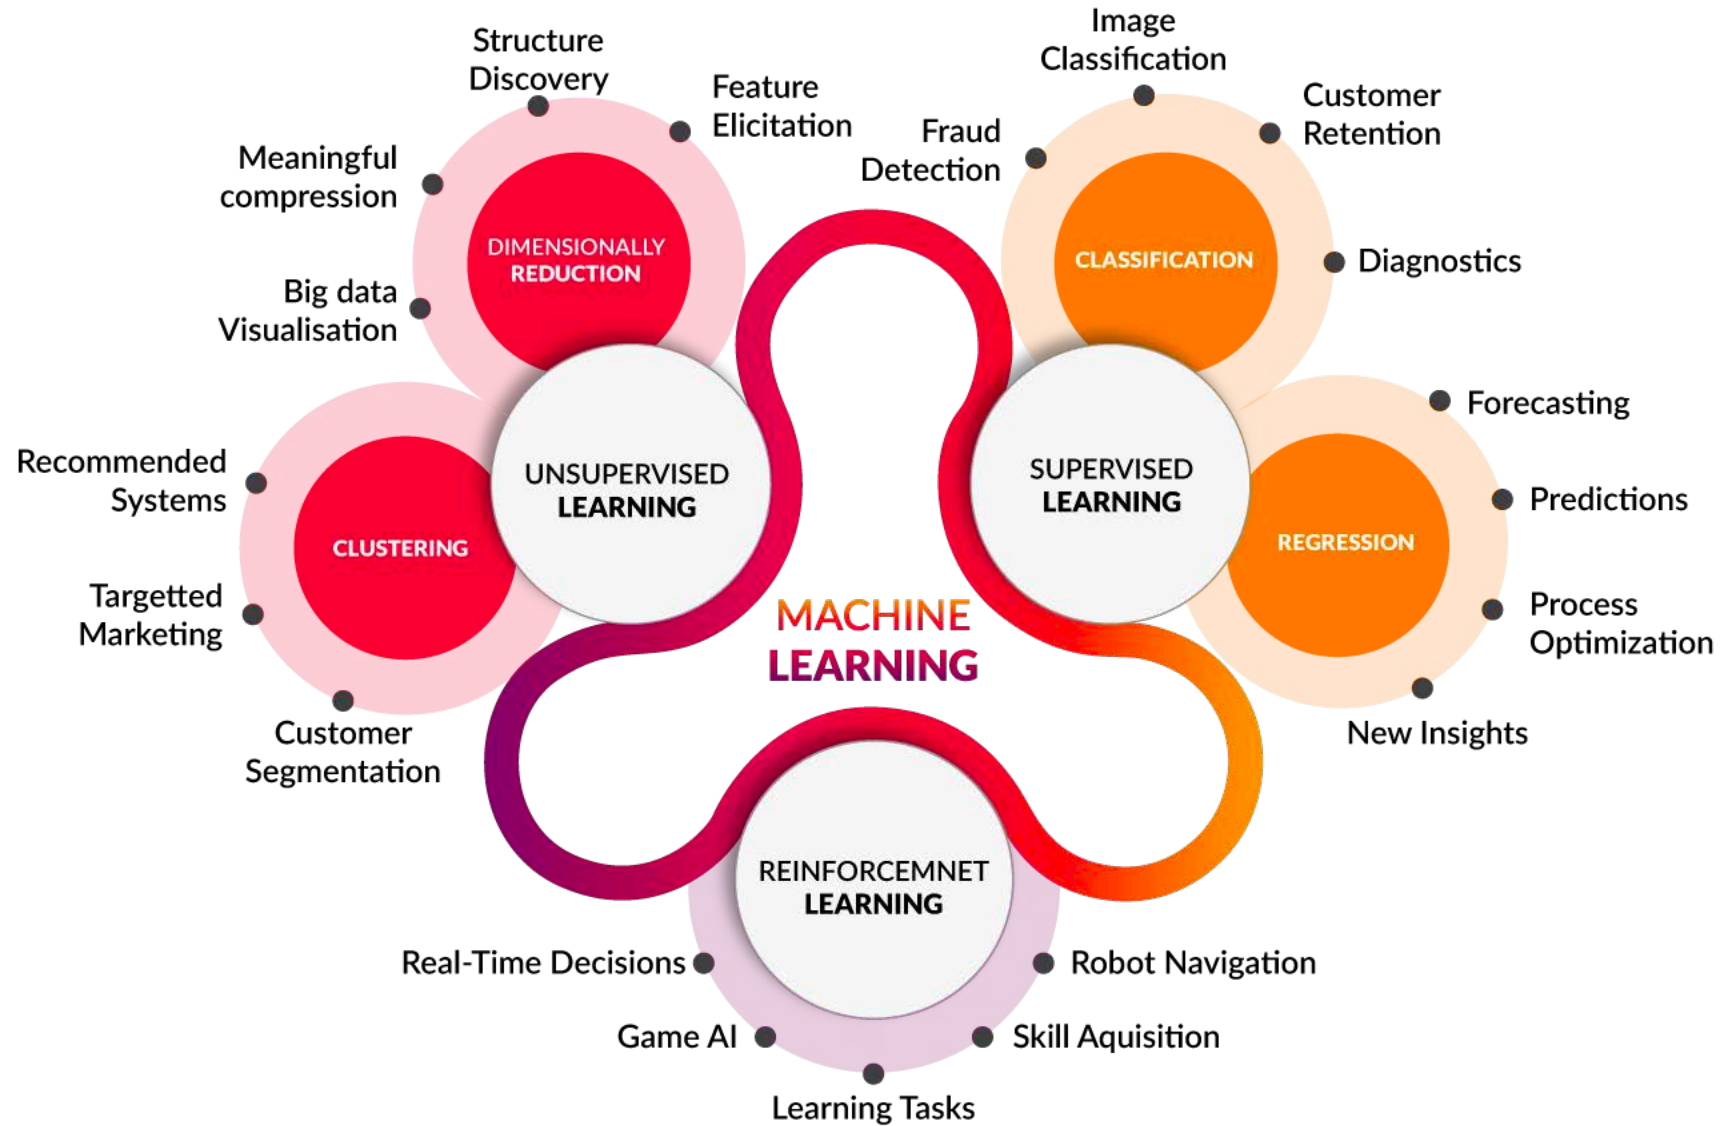 Structure
Discovery
Feature
Elicitation
Meaningful
compression
Big data
Visualisation
DIMENSIONALLY
REDUCTION
Recommended
Systems
Targetted
Marketing
Customer
Segmentation
CLUSTERING
UNSUPERVISED
LEARNING
Image
Classification
Fraud
Detection
Customer
Retention
Diagnostics
CLASSIFICATION
Forecasting
Predictions
Process
Optimization
New Insights
REGRESSION
SUPERVISED
LEARNING
MACHINE
LEARNING
REINFORCEMNET
LEARNING
Real-Time Decisions
Game AI
Learning Tasks
Skill Aquisition
Robot Navigation